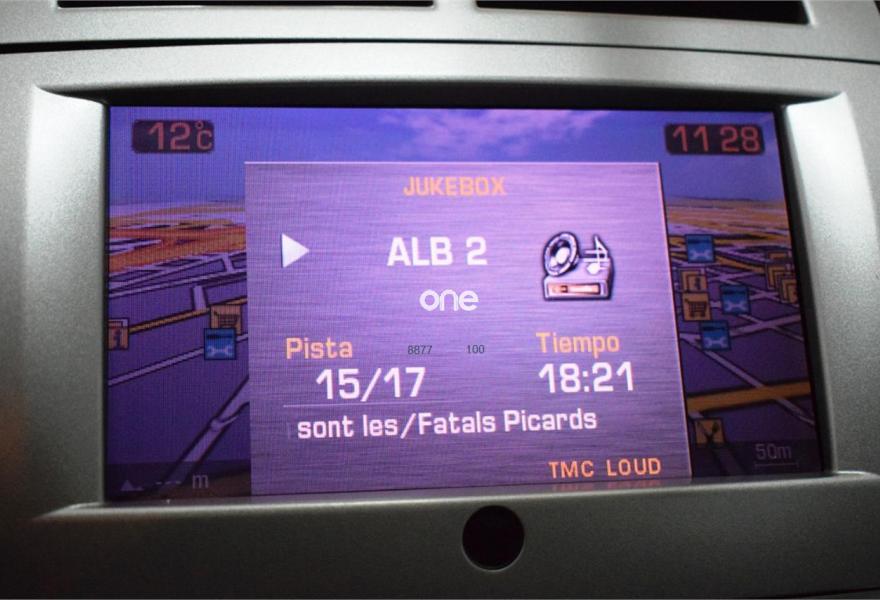 12°C
11 28
JUKEBOX
ALB 2
one
Pista
8877
100
Tiempo
15/17
18:21
sont les/Fatals Picards
50m
TMC LOUD
--- m